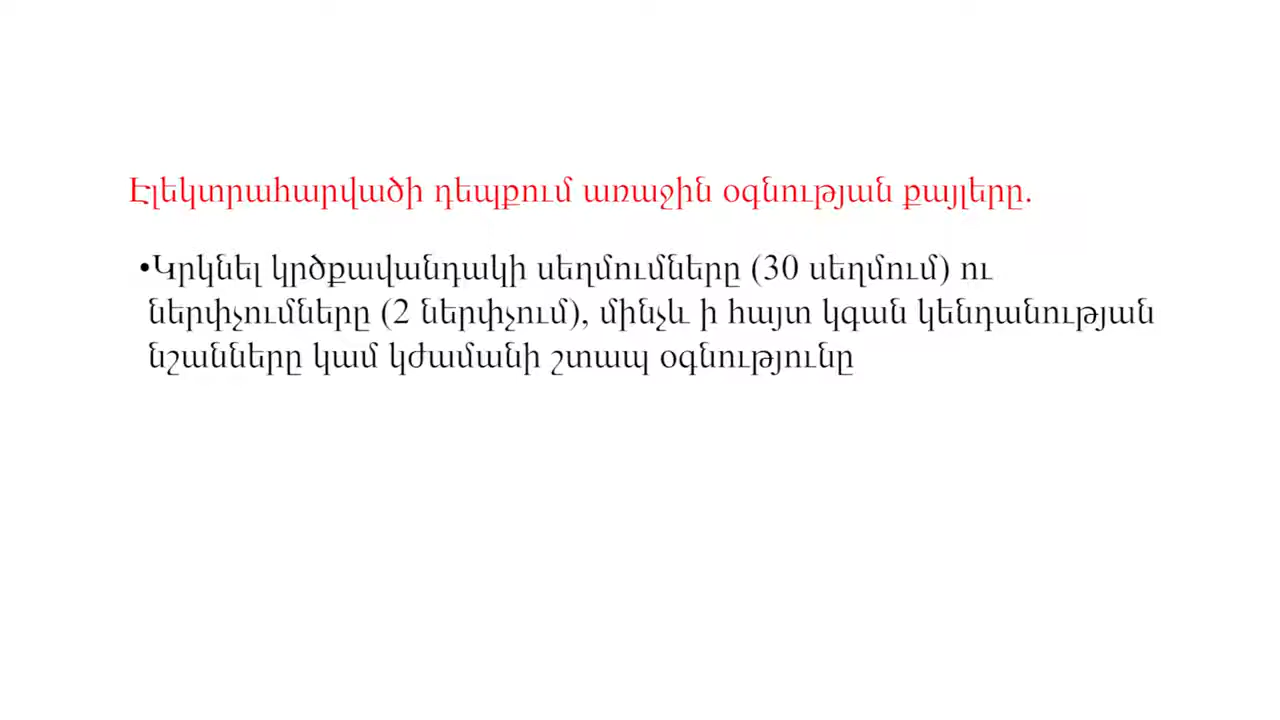 Էլեկտրահարվածի դեպքում առաջին օգնության քայլերը.
•Կրկնել կրծքավանդակի սեղմումները (30 սեղմում) ու
ներփչումները (2 ներփչում), մինչև ի հայտ կգան կենդանության
նշանները կամ կժամանի շտապ օգնությունը